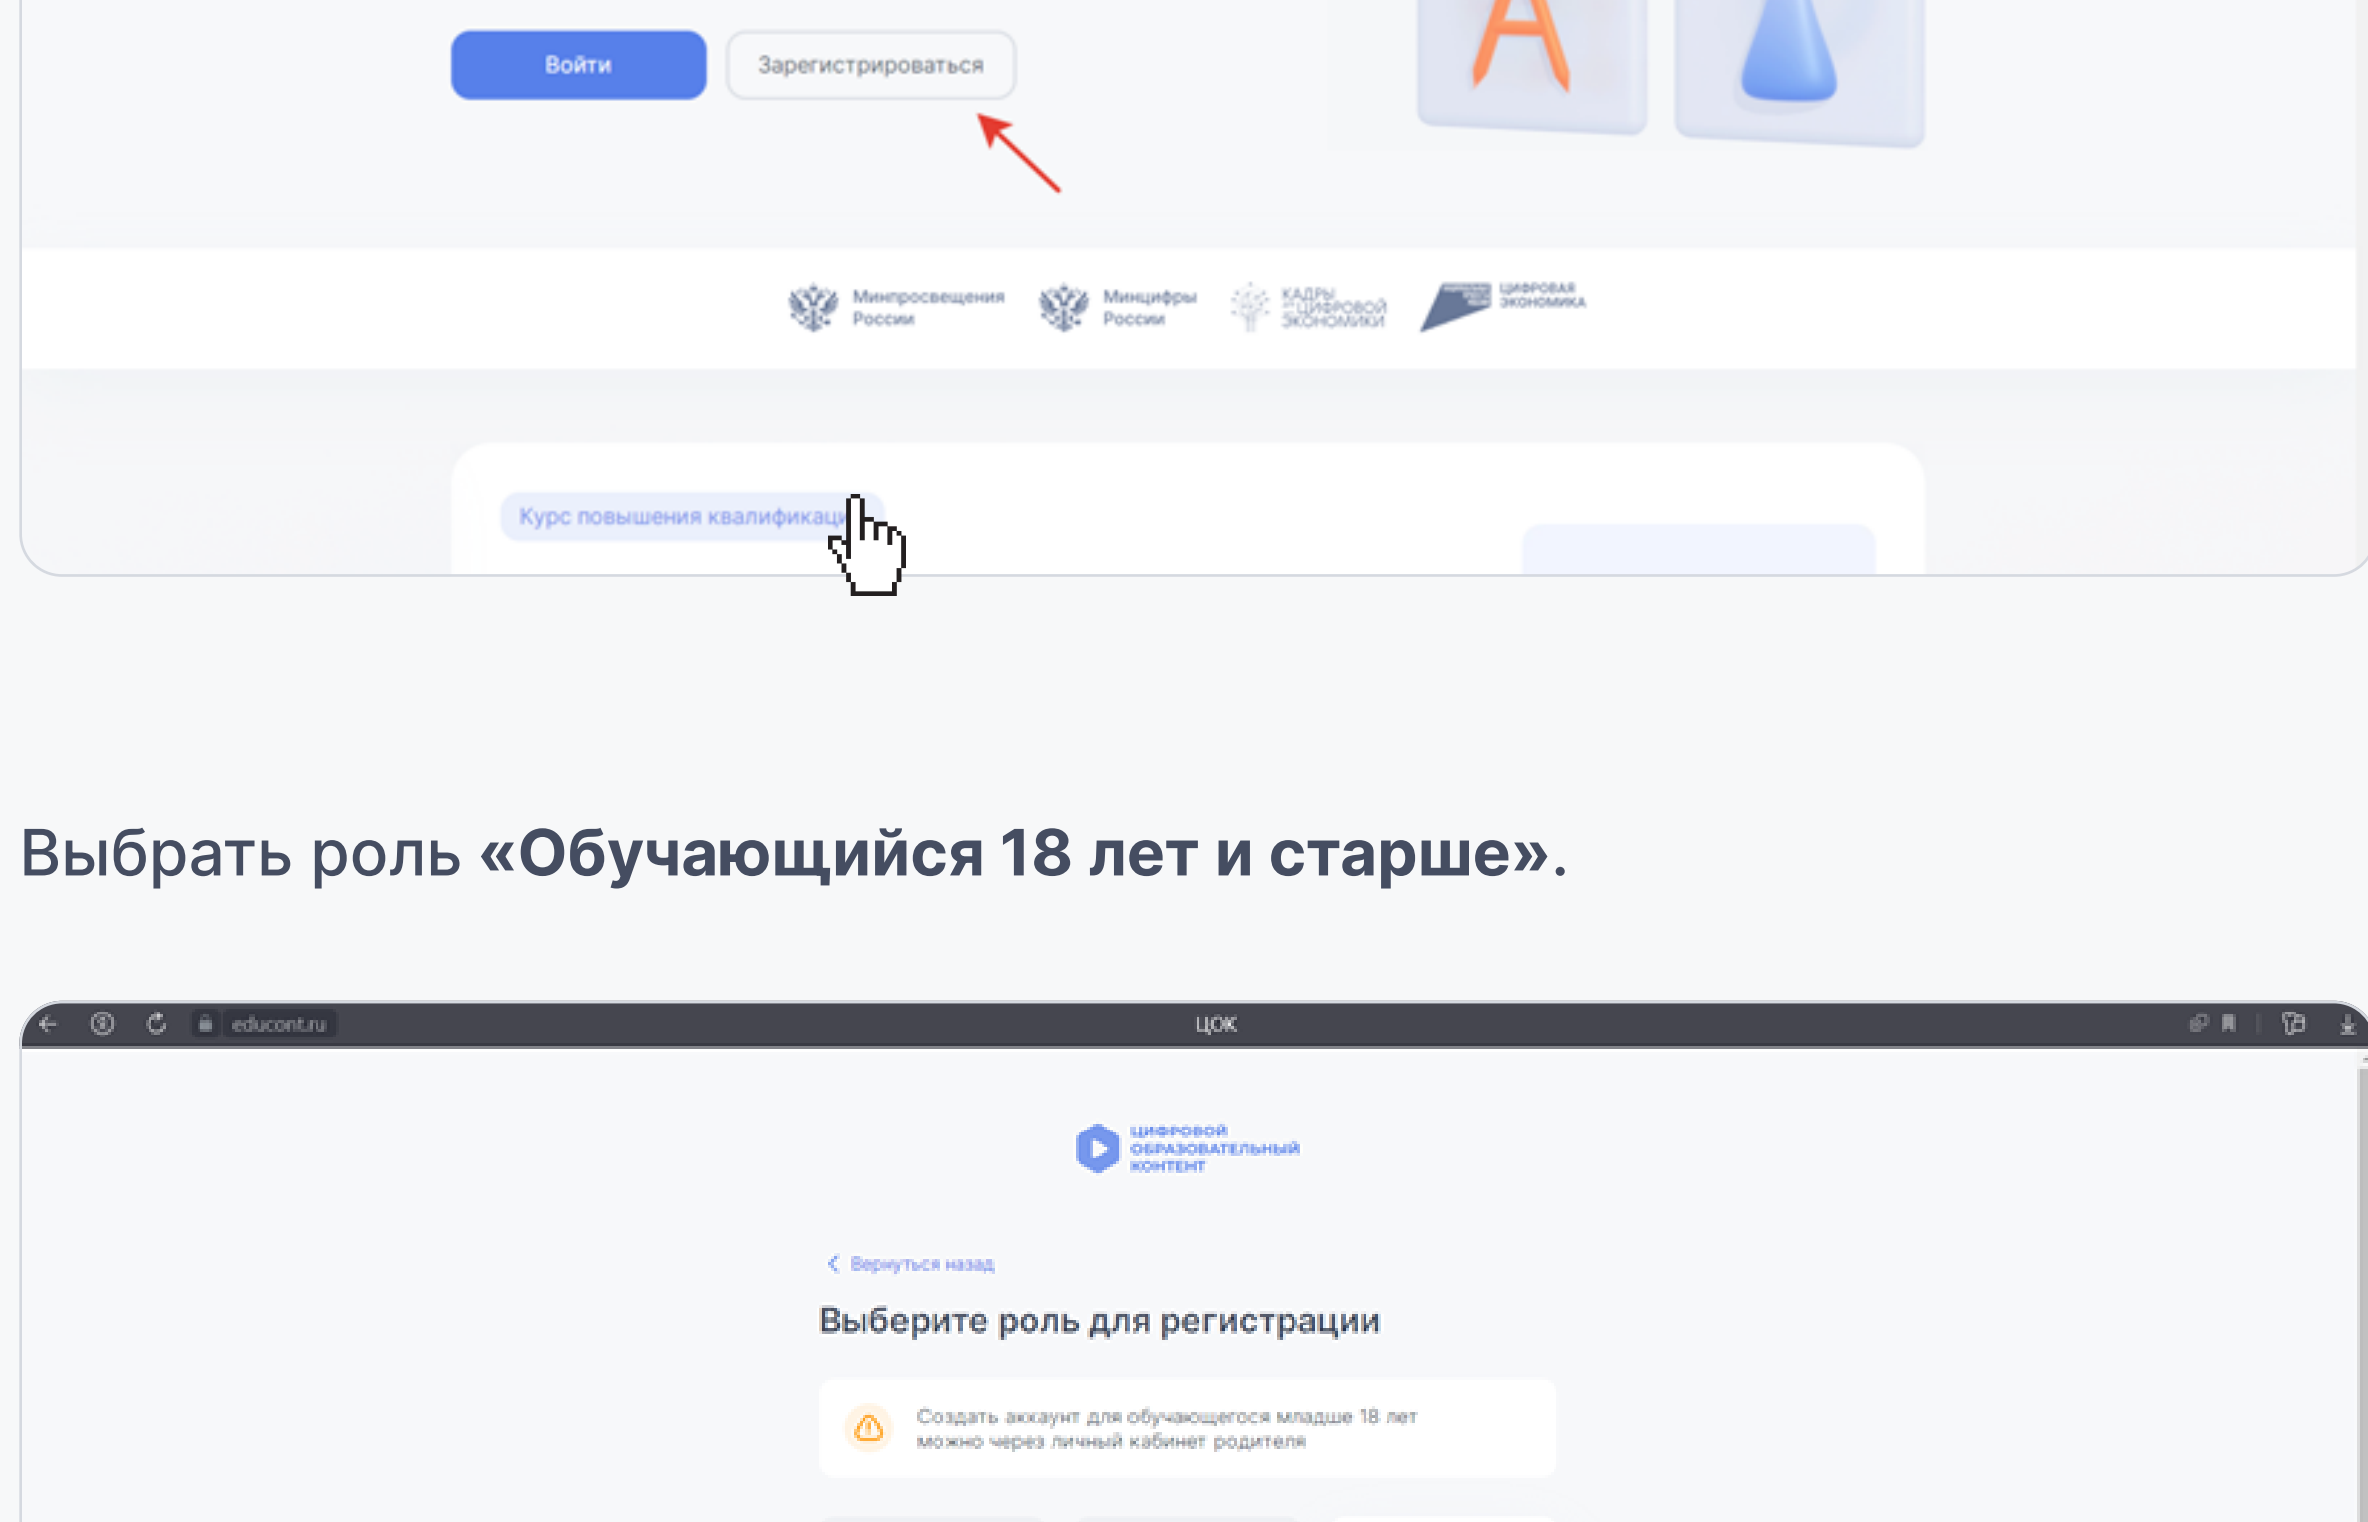 Войти
Зарегистрироваться
Минпросвещения
России
Минцифры
России
КАДРЫ
ЦИФРОВОЙ
ЭКОНОМИКИ
ЦИФРОВАЯ
ЭКОНОМИКА
Курс повышения квалификаци
Выбрать роль «Обучающийся 18 лет и старше».
educont.ru
ЦОК
ЦИФРОВОЙ
ОБРАЗОВАТЕЛЬНЫЙ
КОНТЕНТ
Вернуться назад
Выберите роль для регистрации
Создать аккаунт для обучающегося младше 18 лет
можно через личный кабинет родителя